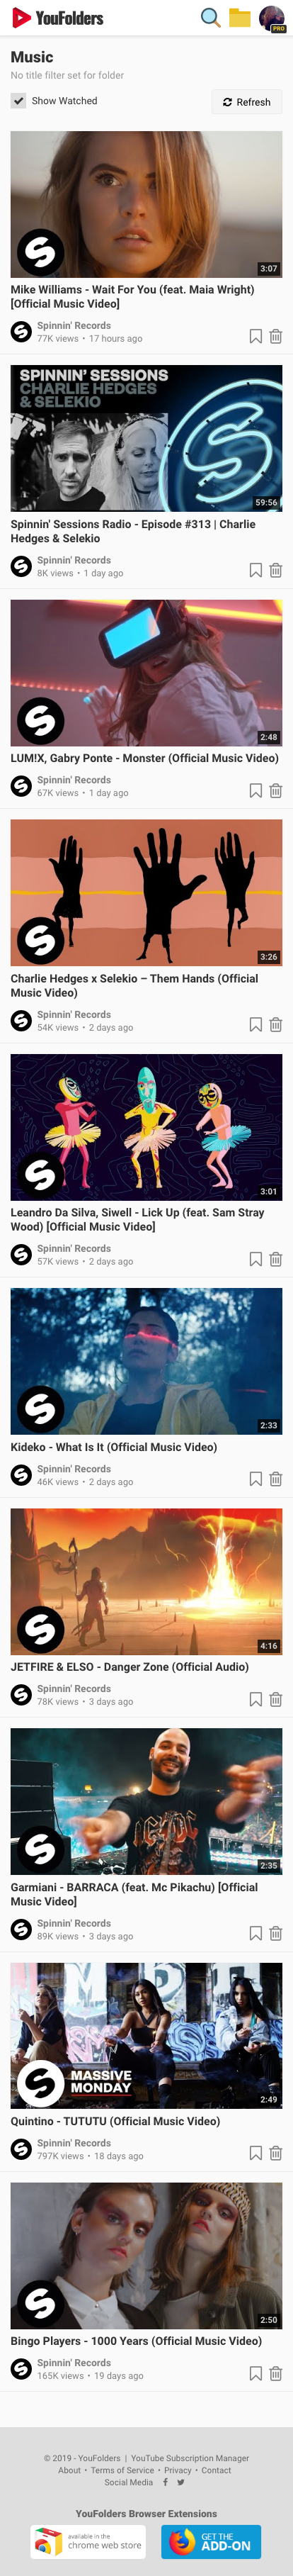 YouFolders
PRO
Music
No title filter set for folder
Show Watched
Refresh
3:07
Mike Williams - Wait For You (feat. Maia Wright)
[Official Music Video]
Spinnin' Records
77K views • 17 hours ago
SPINNIN' SESSIONS
CHARLIE HEDGES
& SELEKIO
59:56
Spinnin' Sessions Radio - Episode #313 | Charlie
Hedges & Selekio
Spinnin' Records
8K views • 1 day ago
2:48
LUM!X, Gabry Ponte - Monster (Official Music Video)
Spinnin' Records
67K views • 1 day ago
3:26
Charlie Hedges x Selekio – Them Hands (Official
Music Video)
Spinnin' Records
54K views • 2 days ago
3:01
Leandro Da Silva, Siwell - Lick Up (feat. Sam Stray
Wood) [Official Music Video]
Spinnin' Records
57K views • 2 days ago
2:33
Kideko - What Is It (Official Music Video)
Spinnin' Records
46K views • 2 days ago
4:16
JETFIRE & ELSO - Danger Zone (Official Audio)
Spinnin' Records
78K views • 3 days ago
2:35
Garmiani - BARRACA (feat. Mc Pikachu) [Official
Music Video]
Spinnin' Records
89K views • 3 days ago
MASSIVE
MONDAY
2:49
Quintino - TUTUTU (Official Music Video)
Spinnin' Records
797K views • 18 days ago
2:50
Bingo Players - 1000 Years (Official Music Video)
Spinnin' Records
165K views • 19 days ago
© 2019 - YouFolders | YouTube Subscription Manager
About • Terms of Service • Privacy • Contact
Social Media
YouFolders Browser Extensions
available in the
chrome web store
GET THE
ADD-ON